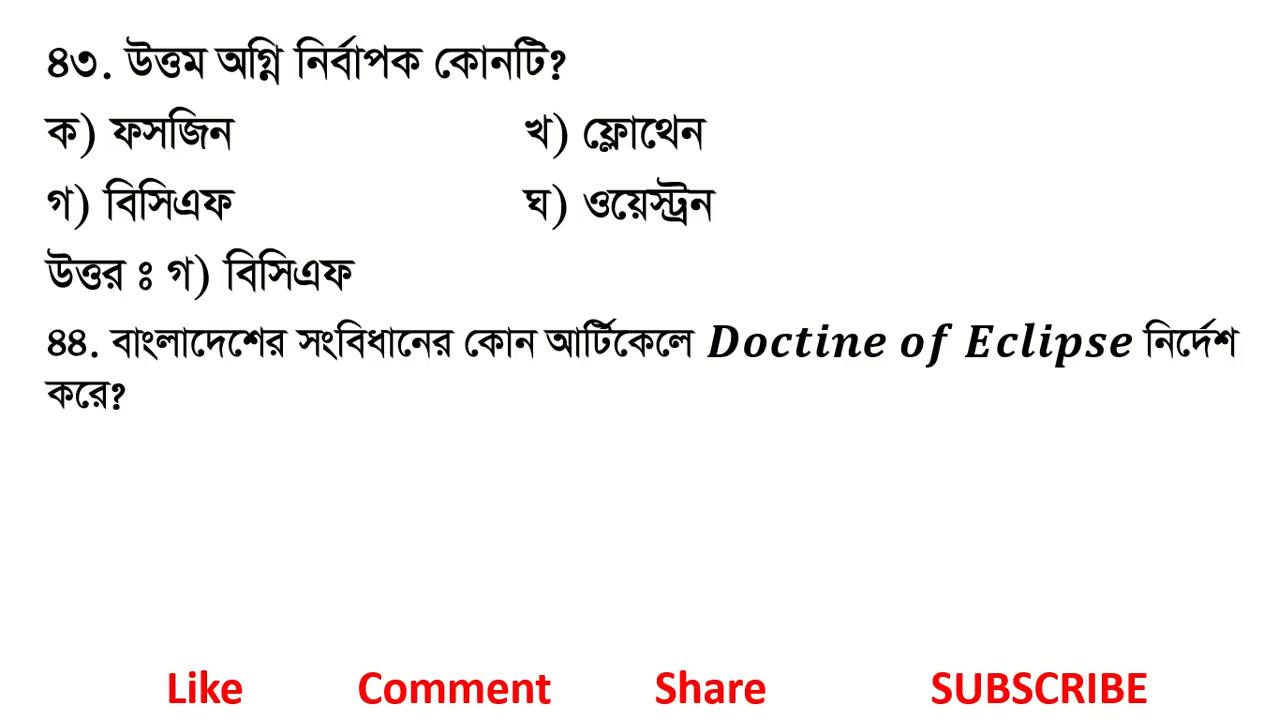 ৪৩. উত্তম অগ্নি নির্বাপক কোনটি?
ক) ফসজিন খ) ফ্লোথেন
গ) বিসিএফ ঘ) ওয়েস্ট্রন
উত্তর ঃ গ) বিসিএফ
৪৪. বাংলাদেশের সংবিধানের কোন আর্টিকেলে Doctine of Eclipse নির্দেশ
করে?
Like Comment Share SUBSCRIBE